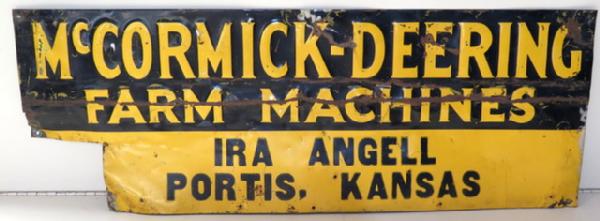 McCORMICK-DEERING
FARM MACHINES
IRA ANGELL
PORTIS, KANSAS